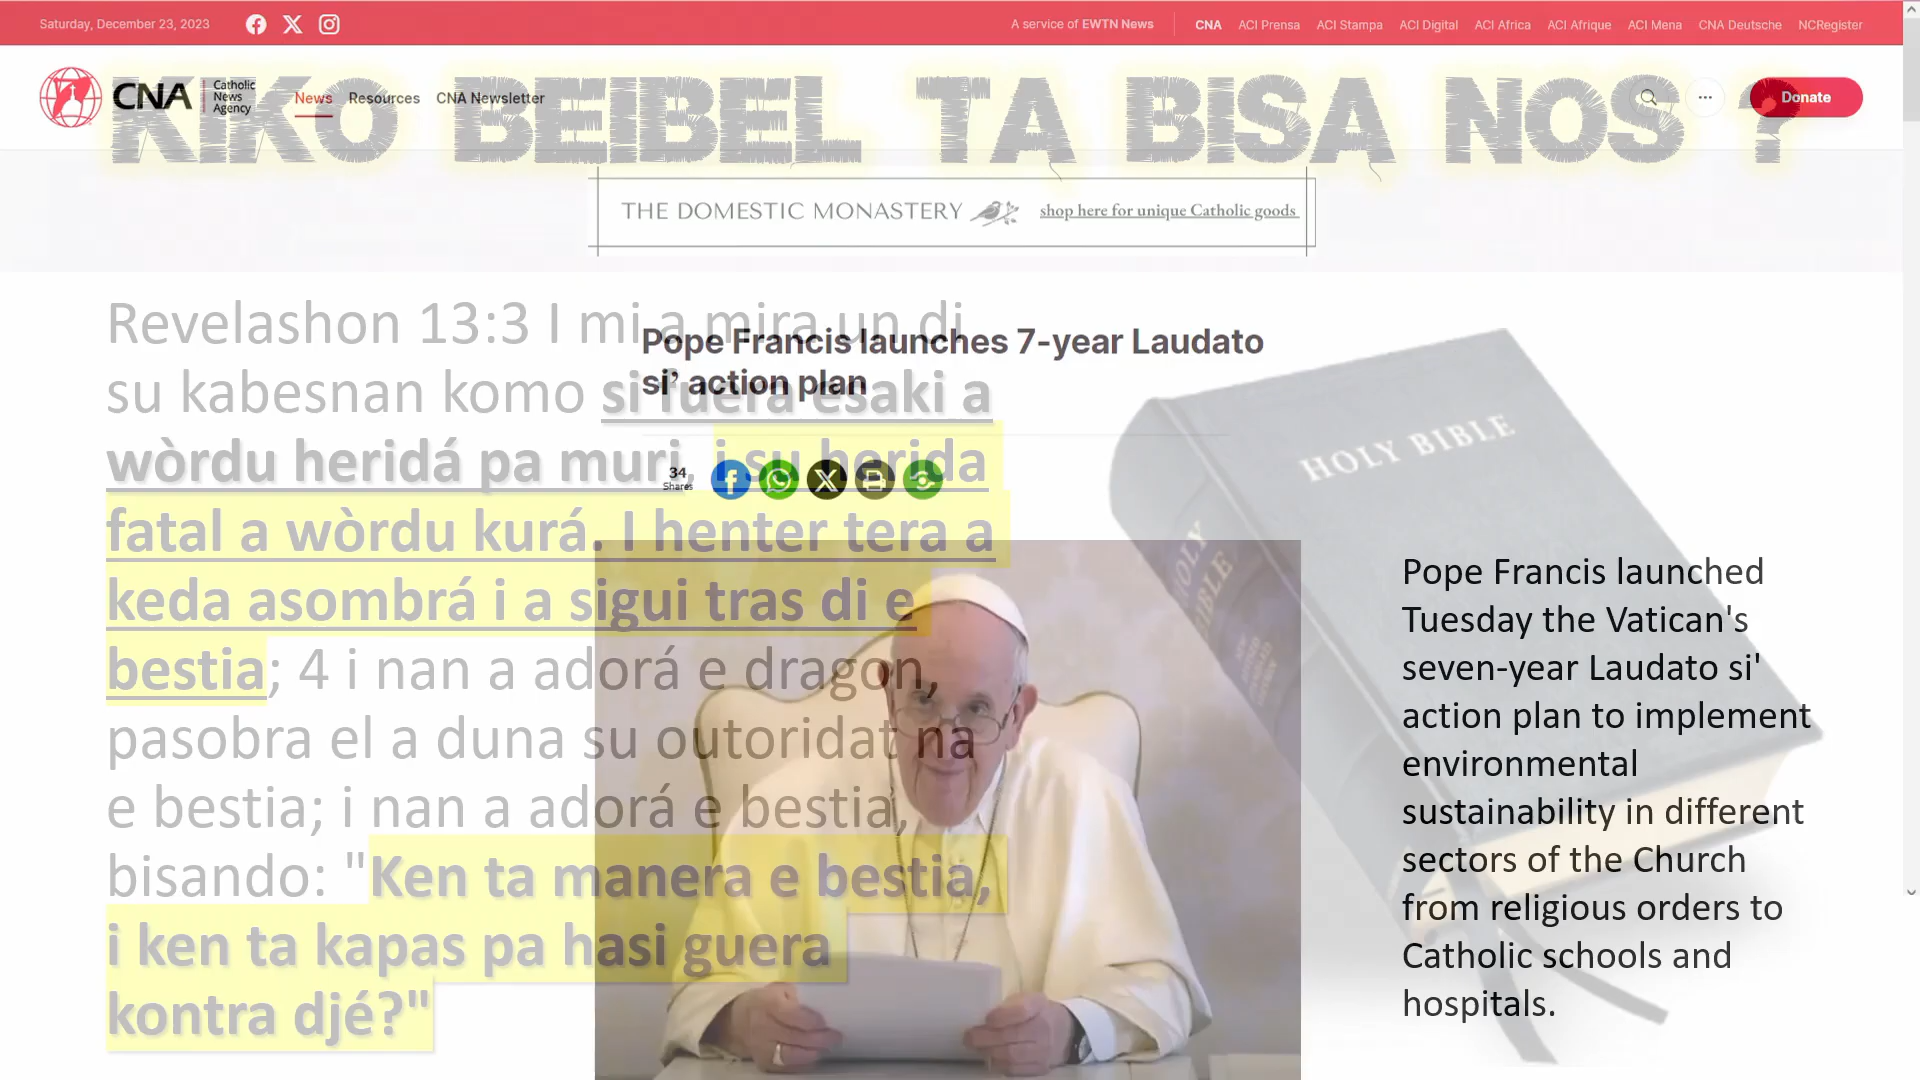 Saturday, December 23, 2023
A service of EWTN News
CNA ACI Prensa ACI Stampa ACI Digital ACI Africa ACI Afrique ACI Mena CNA Deutsche NCRegister
CNA Catholic News Agency
News Resources CNA Newsletter
Donate
KIKO BEIBEL TA BISA NOS ?
THE DOMESTIC MONASTERY shop here for unique Catholic goods
Revelashon 13:3 I mi a mira un di
su kabesnan komo si fuera esaki a
wòrdu heridá pa muri, i su herida
fatal a wòrdu kurá. I henter tera a
keda asombrá i a sigui tras di e
bestia; 4 i nan a adorá e dragon,
pasobra el a duna su outoridat na
e bestia; i nan a adorá e bestia,
bisando: "Ken ta manera e bestia,
i ken ta kapas pa hasi guera
kontra djé?"
Pope Francis launches 7-year Laudato
si’ action plan
34
Shares
HOLY BIBLE
HOLY BIBLE
Pope Francis launched
Tuesday the Vatican's
seven-year Laudato si'
action plan to implement
environmental
sustainability in different
sectors of the Church
from religious orders to
Catholic schools and
hospitals.